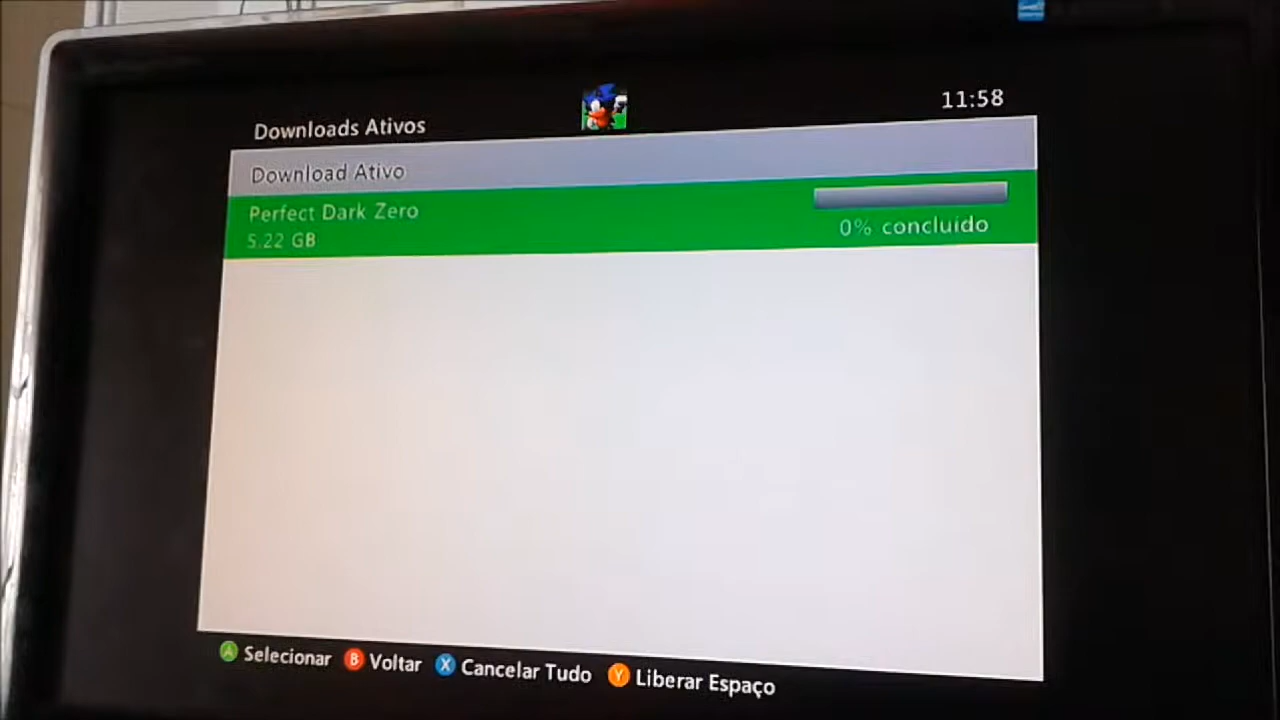 Downloads Ativos
11:58
Download Ativo
Perfect Dark Zero
5.22 GB
0% concluído
A Selecionar B Voltar X Cancelar Tudo Y Liberar Espaço